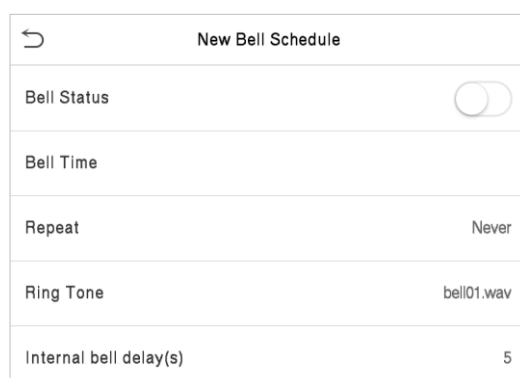 New Bell Schedule
Bell Status
Bell Time
Repeat Never
Ring Tone bell01.wav
Internal bell delay(s) 5